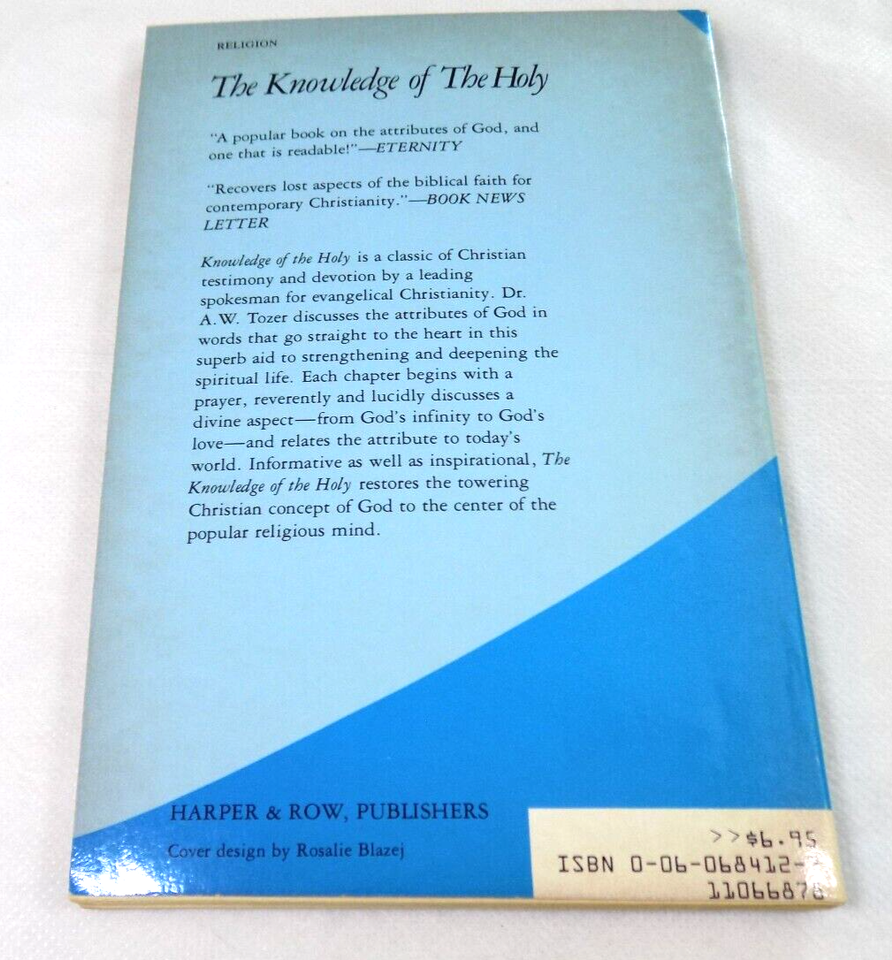 RELIGION
The Knowledge of The Holy
"A popular book on the attributes of God, and
one that is readable!"—ETERNITY
"Recovers lost aspects of the biblical faith for
contemporary Christianity."—BOOK NEWS
LETTER
Knowledge of the Holy is a classic of Christian
testimony and devotion by a leading
spokesman for evangelical Christianity. Dr.
A.W. Tozer discusses the attributes of God in
words that go straight to the heart in this
superb aid to strengthening and deepening the
spiritual life. Each chapter begins with a
prayer, reverently and lucidly discusses a
divine aspect—from God's infinity to God's
love—and relates the attribute to today's
world. Informative as well as inspirational, The
Knowledge of the Holy restores the towering
Christian concept of God to the center of the
popular religious mind.
HARPER & ROW, PUBLISHERS
Cover design by Rosalie Blazej
>>$6.95
ISBN 0-06-068412-